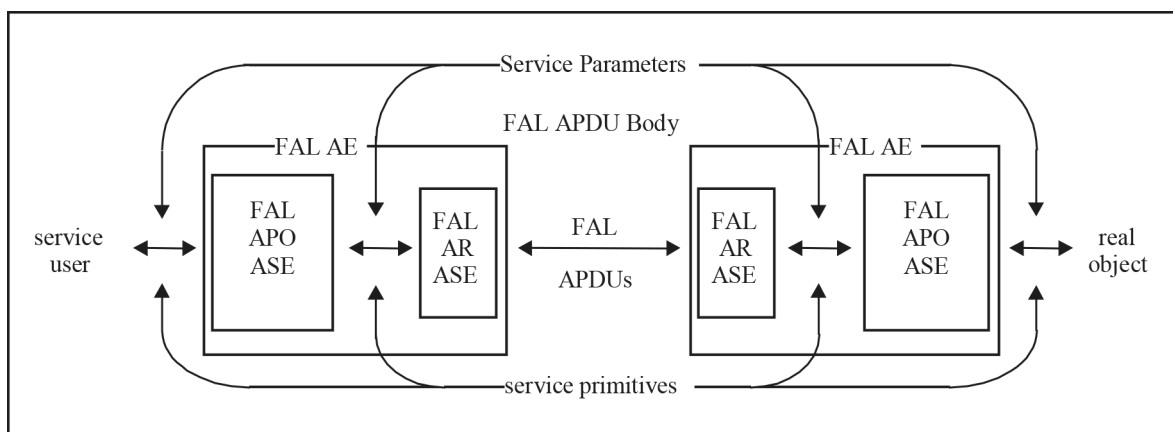 Service Parameters
FAL APDU Body
FAL AE
FAL AE
service
user
FAL
APO
ASE
FAL
AR
ASE
FAL
APDUs
FAL
AR
ASE
FAL
APO
ASE
real
object
service primitives